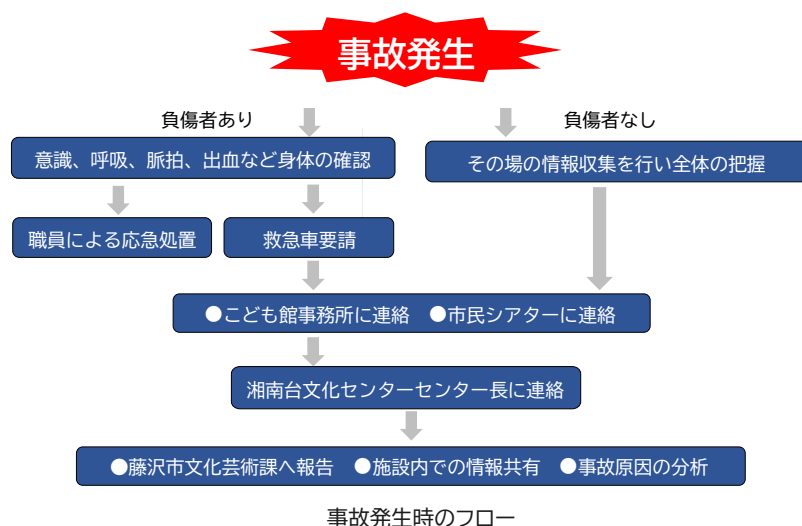 事故発生
負傷者あり
負傷者なし
意識、呼吸、脈拍、出血など身体の確認
その場の情報収集を行い全体の把握
職員による応急処置
救急車要請
●こども館事務所に連絡 ●市民シアターに連絡
湘南台文化センターセンター長に連絡
●藤沢市文化芸術課へ報告 ●施設内での情報共有 ●事故原因の分析
事故発生時のフロー